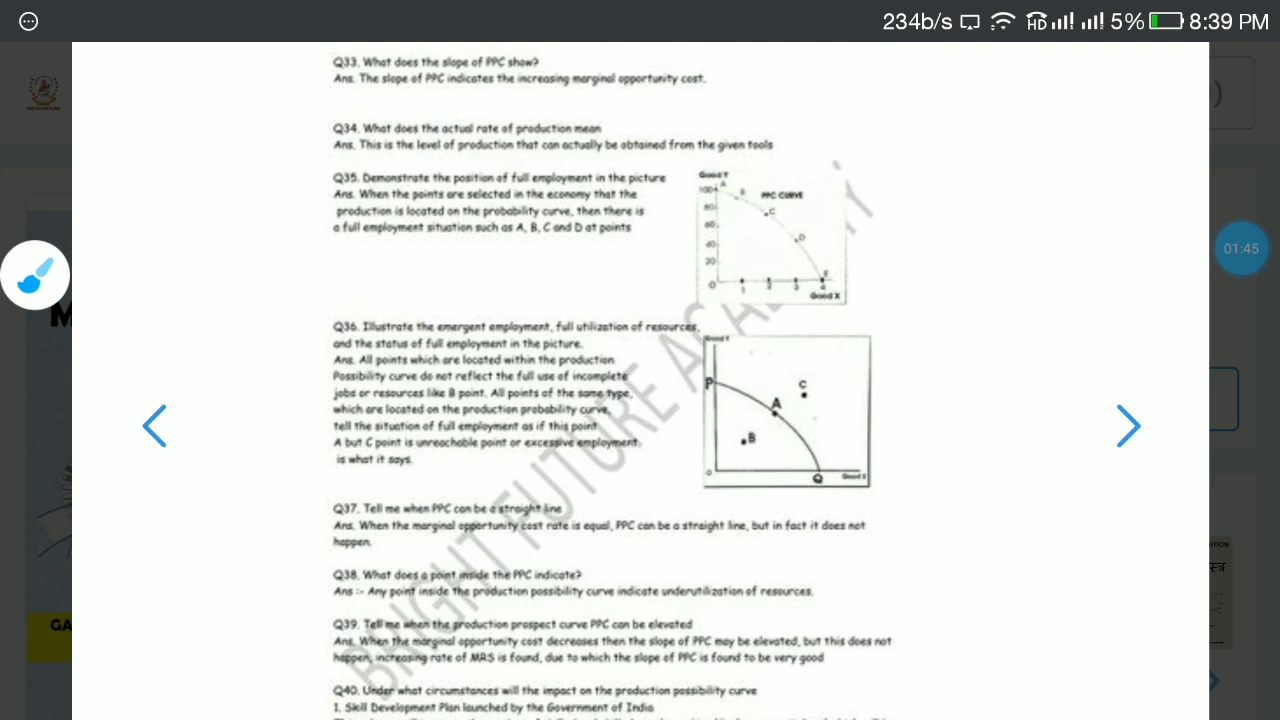 234b/s HD 5% 8:39 PM
Q33. What does the slope of PPC show?
Ans. The slope of PPC indicates the increasing marginal opportunity cost.
Q34. What does the actual rate of production mean
Ans. This is the level of production that can actually be obtained from the given tools
Q35. Demonstrate the position of full employment in the picture
Ans. When the points are selected in the economy that the
production is located on the probability curve, then there is
a full employment situation such as A, B, C and D at points
Good Y
100 A B PPC CURVE
80 C
60
40 D
20
E
0 1 2 3 4
Good X
01:45
Q36. Illustrate the emergent employment, full utilization of resources,
and the status of full employment in the picture.
Ans. All points which are located within the production
Possibility curve do not reflect the full use of incomplete
jobs or resources like B point. All points of the same type,
which are located on the production probability curve,
tell the situation of full employment as if this point
A but C point is unreachable point or excessive employment
is what it says.
Good Y
P
C
A
B
O Q Good X
Q37. Tell me when PPC can be a straight line
Ans. When the marginal opportunity cost rate is equal, PPC can be a straight line, but in fact it does not
happen.
Q38. What does a point inside the PPC indicate?
Ans :- Any point inside the production possibility curve indicate underutilization of resources.
Q39. Tell me when the production prospect curve PPC can be elevated
Ans. When the marginal opportunity cost decreases then the slope of PPC may be elevated, but this does not
happen, increasing rate of MRS is found, due to which the slope of PPC is found to be very good
Q40. Under what circumstances will the impact on the production possibility curve
1. Skill Development Plan launched by the Government of India
BRIGHT FUTURE ACADEMY
M
GA